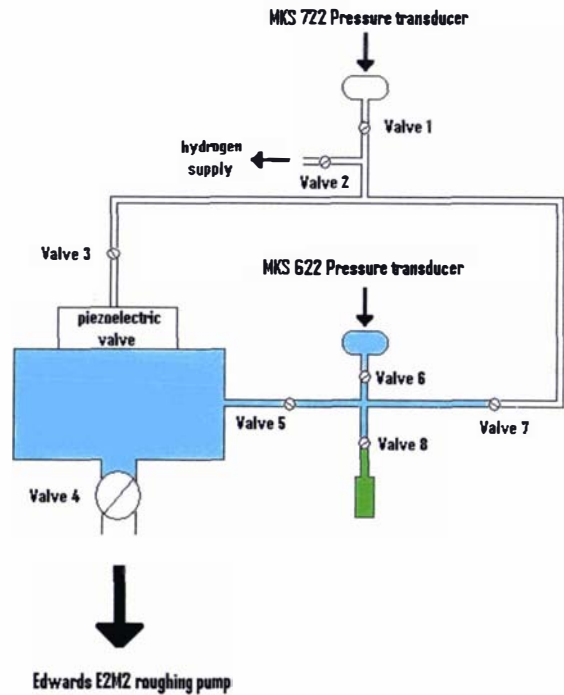 MKS 722 Pressure transducer
Valve 1
hydrogen
supply
Valve 2
Valve 3
MKS 622 Pressure transducer
piezoelectric
valve
Valve 6
Valve 5
Valve 7
Valve 8
Valve 4
Edwards E2M2 roughing pump